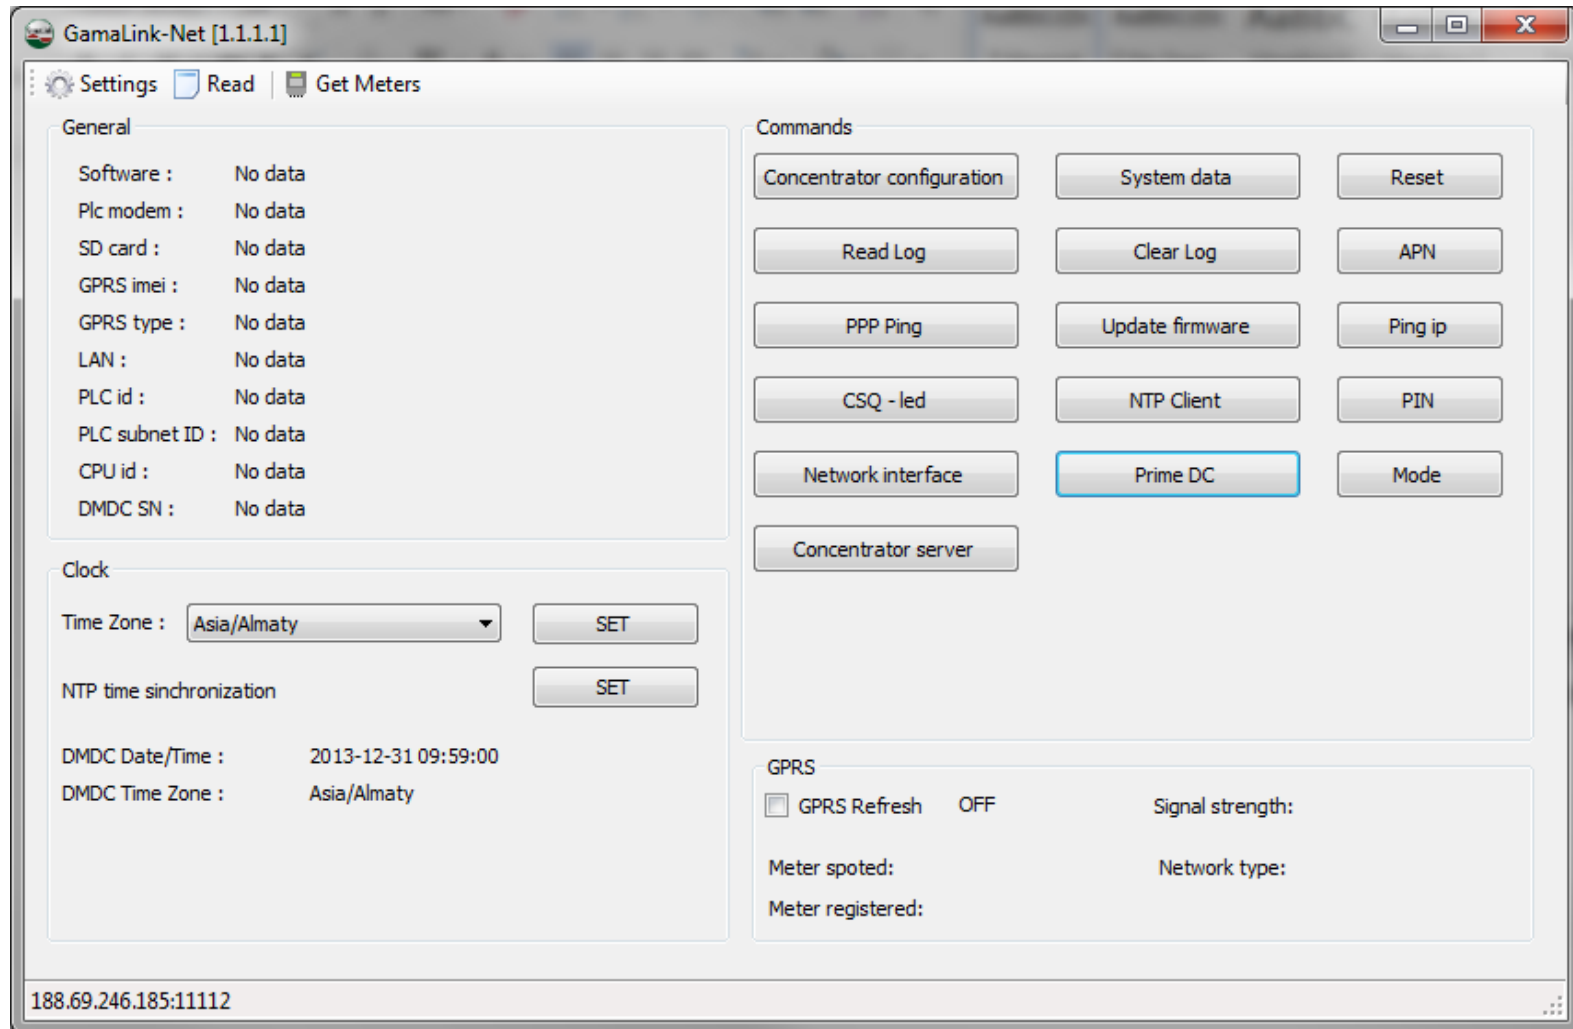 GamaLink-Net [1.1.1.1]
Settings Read Get Meters
General
Software : No data
Plc modem : No data
SD card : No data
GPRS imei : No data
GPRS type : No data
LAN : No data
PLC id : No data
PLC subnet ID : No data
CPU id : No data
DMDC SN : No data
Clock
Time Zone : Asia/Almaty SET
NTP time sinchronization SET
DMDC Date/Time : 2013-12-31 09:59:00
DMDC Time Zone : Asia/Almaty
Commands
Concentrator configuration System data Reset
Read Log Clear Log APN
PPP Ping Update firmware Ping ip
CSQ - led NTP Client PIN
Network interface Prime DC Mode
Concentrator server
GPRS
GPRS Refresh OFF Signal strength:
Meter spoted: Network type:
Meter registered:
188.69.246.185:11112